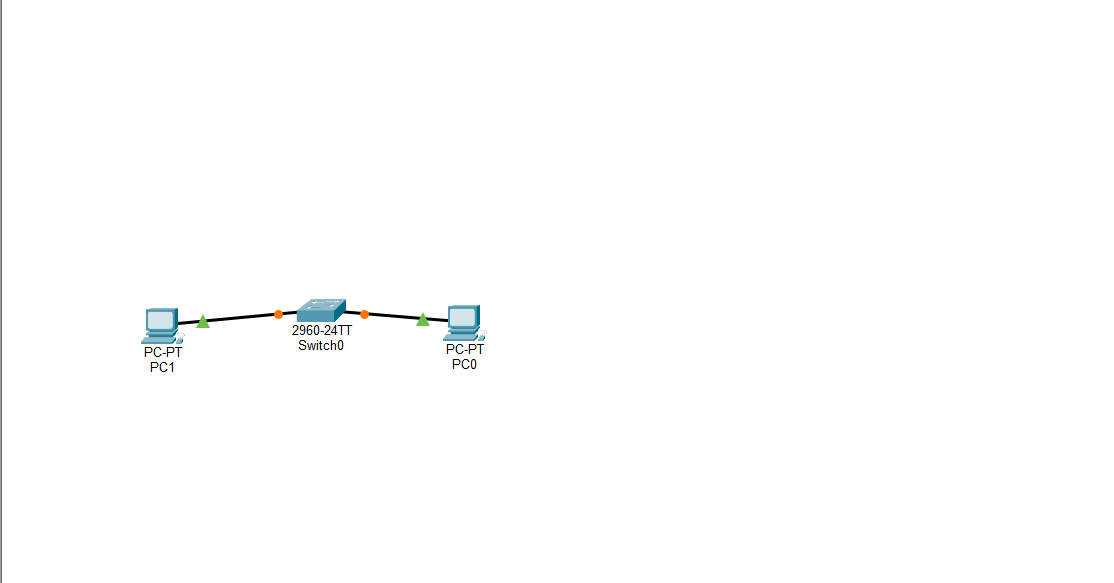 2960-24TT
Switch0
PC-PT
PC1
PC-PT
PC0